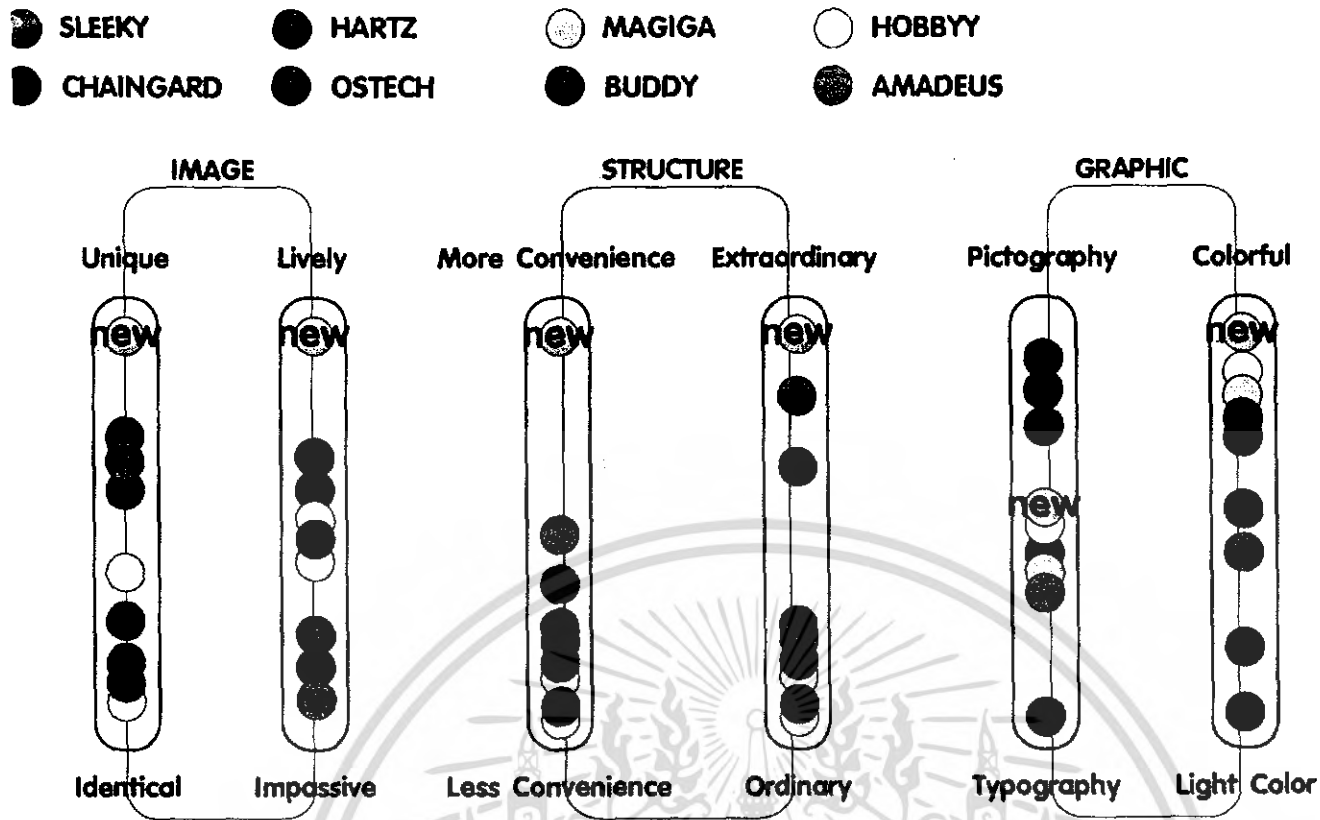 SLEEKY HARTZ MAGIGA HOBBYY
CHAINGARD OSTECH BUDDY AMADEUS
IMAGE STRUCTURE GRAPHIC
Unique Lively More Convenience Extraordinary Pictography Colorful
new new new new new
new
Identical Impassive Less Convenience Ordinary Typography Light Color